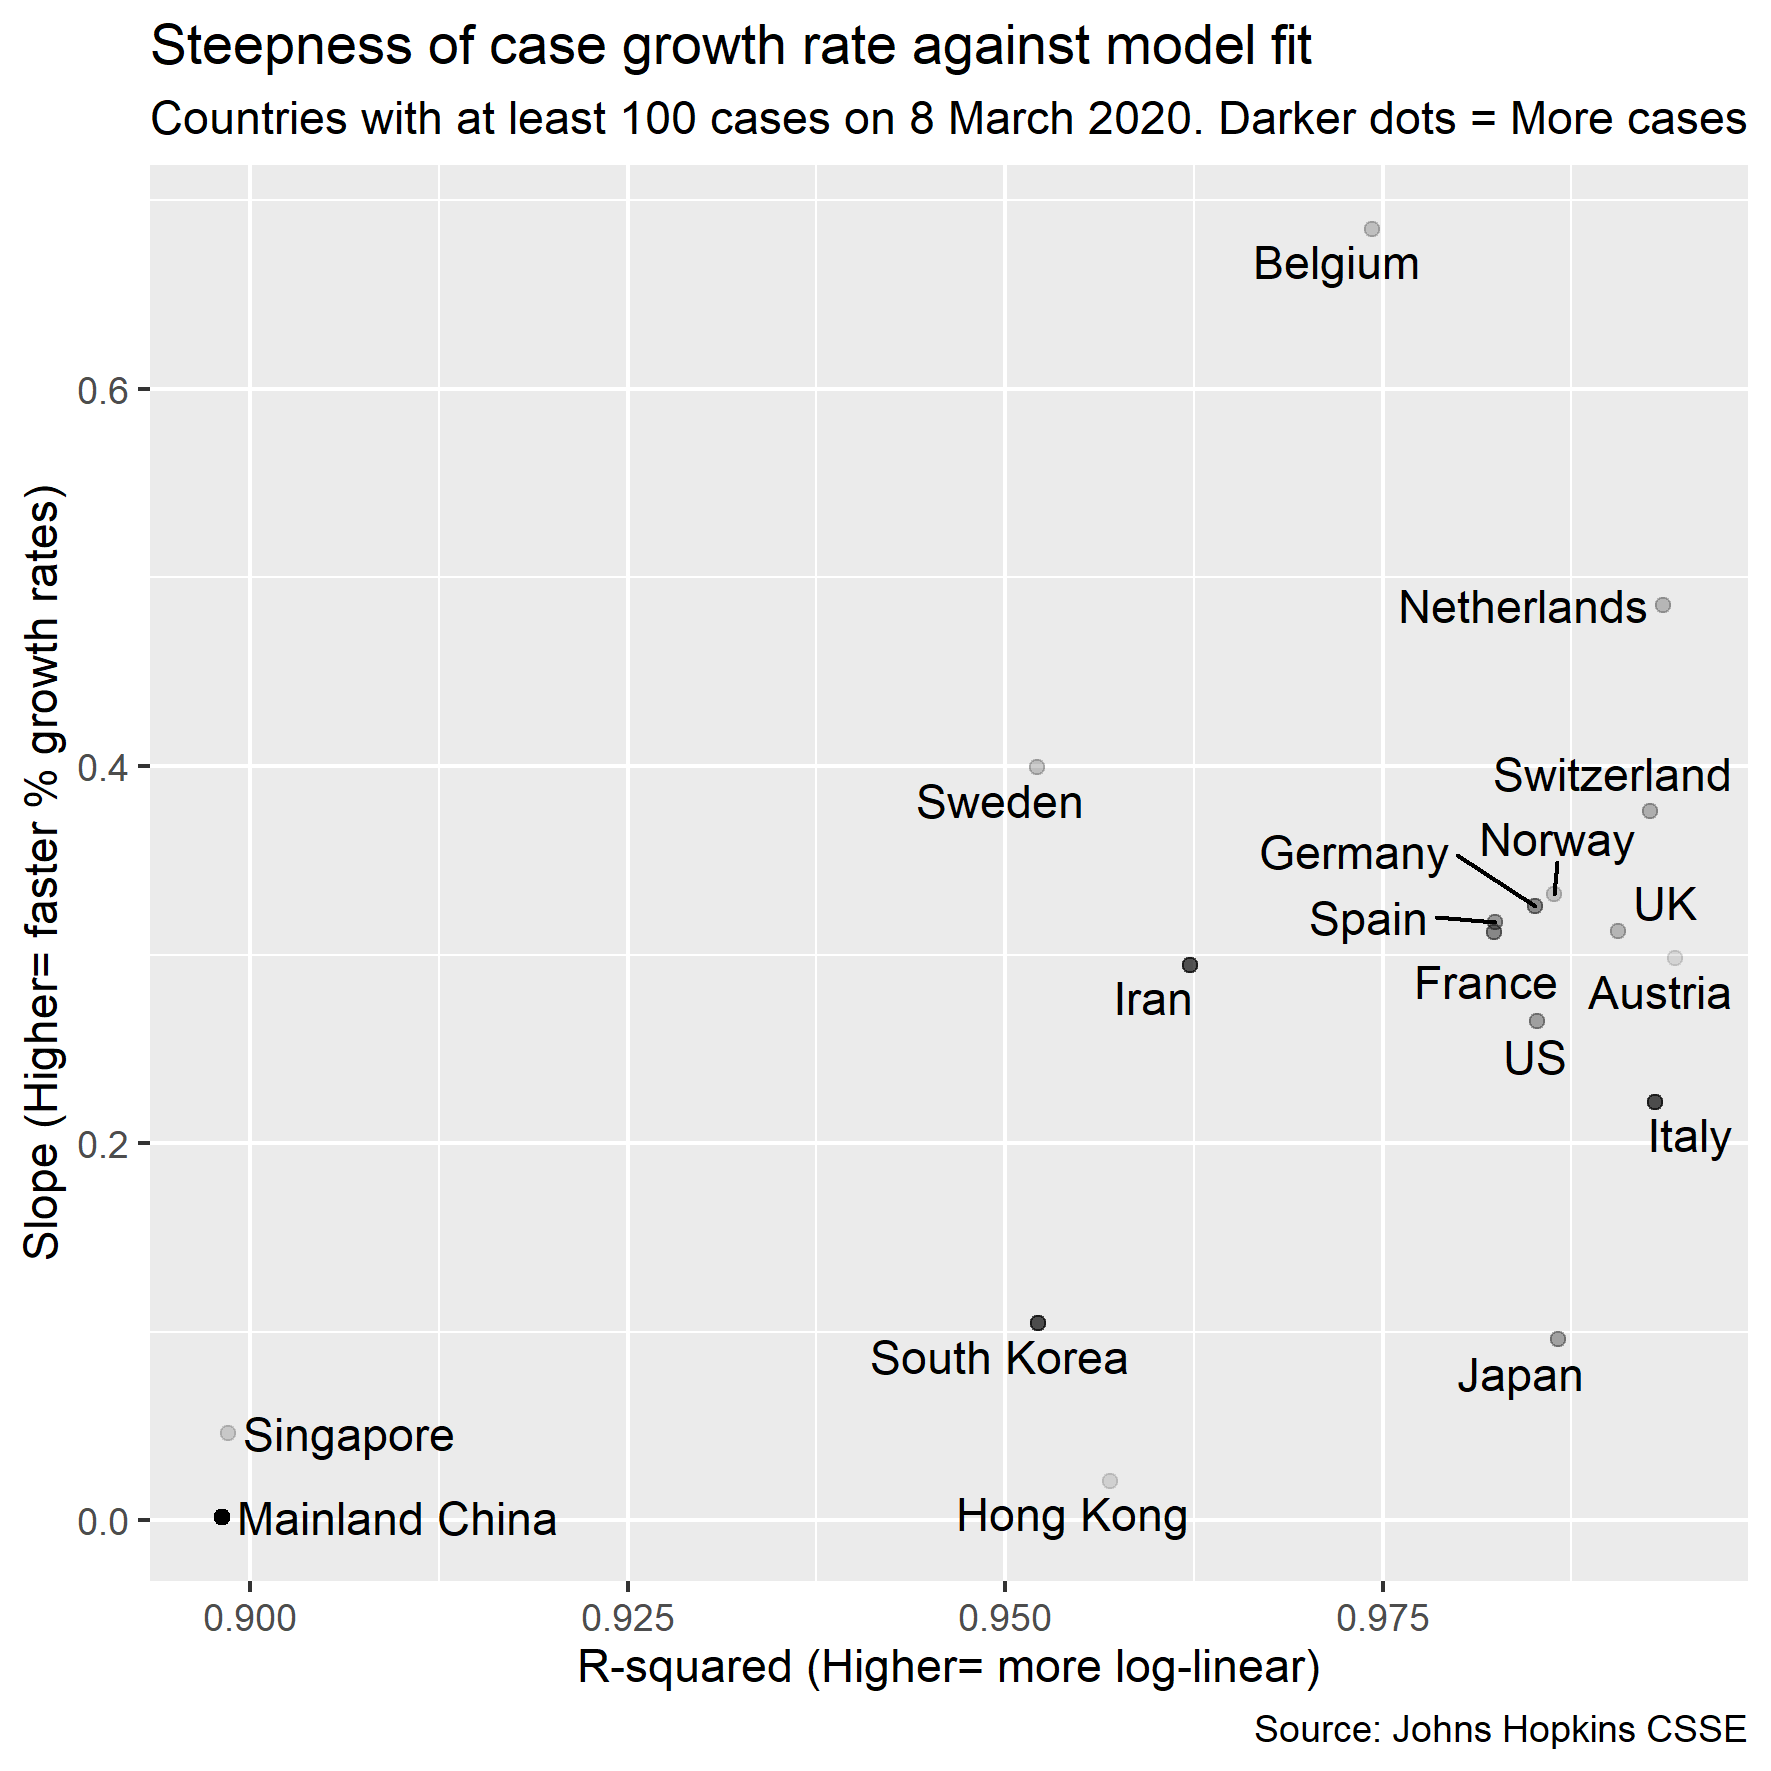 Steepness of case growth rate against model fit
Countries with at least 100 cases on 8 March 2020. Darker dots = More cases
Slope (Higher= faster % growth rates)
0.6
0.4
0.2
0.0
Belgium
Netherlands
Switzerland
Sweden
Norway
Germany
UK
Spain
France
Austria
Iran
US
Italy
South Korea
Japan
Singapore
Hong Kong
Mainland China
0.900
0.925
0.950
0.975
R-squared (Higher= more log-linear)
Source: Johns Hopkins CSSE